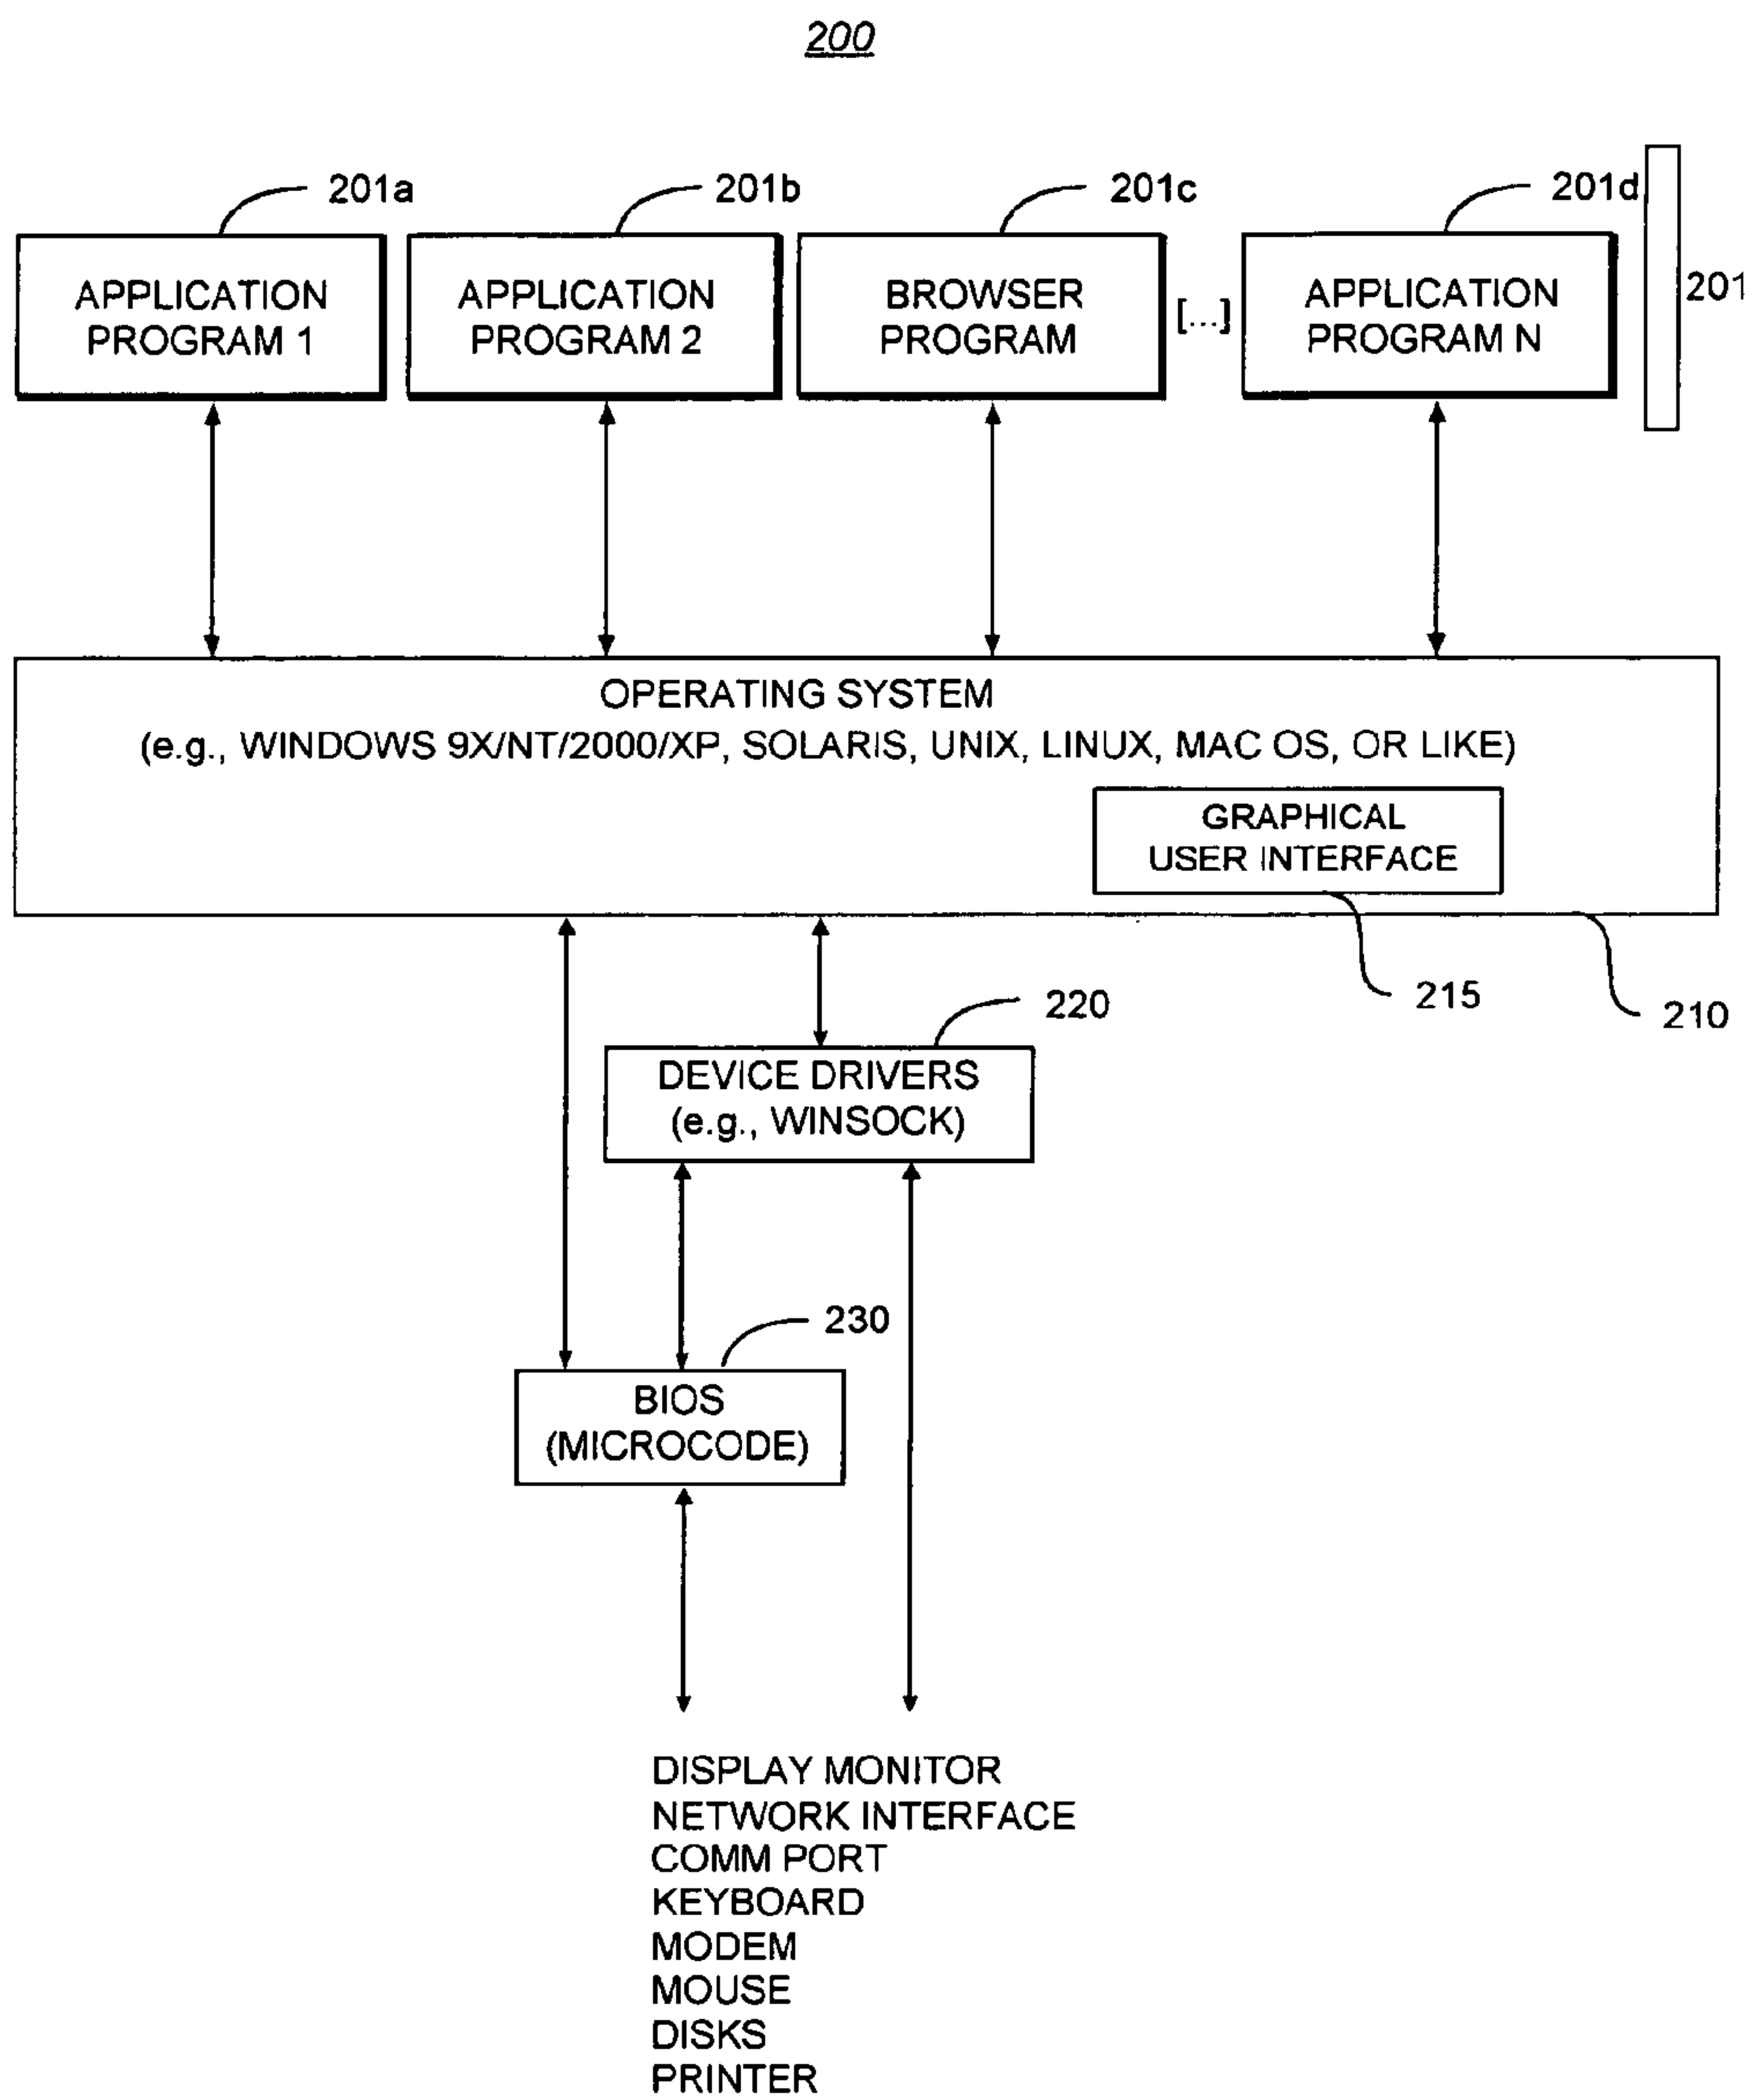 200
201a
201b
201c
201d
APPLICATION
PROGRAM 1
APPLICATION
PROGRAM 2
BROWSER
PROGRAM
[...]
APPLICATION
PROGRAM N
201
OPERATING SYSTEM
(e.g., WINDOWS 9X/NT/2000/XP, SOLARIS, UNIX, LINUX, MAC OS, OR LIKE)
GRAPHICAL
USER INTERFACE
215
210
220
DEVICE DRIVERS
(e.g., WINSOCK)
230
BIOS
(MICROCODE)
DISPLAY MONITOR
NETWORK INTERFACE
COMM PORT
KEYBOARD
MODEM
MOUSE
DISKS
PRINTER